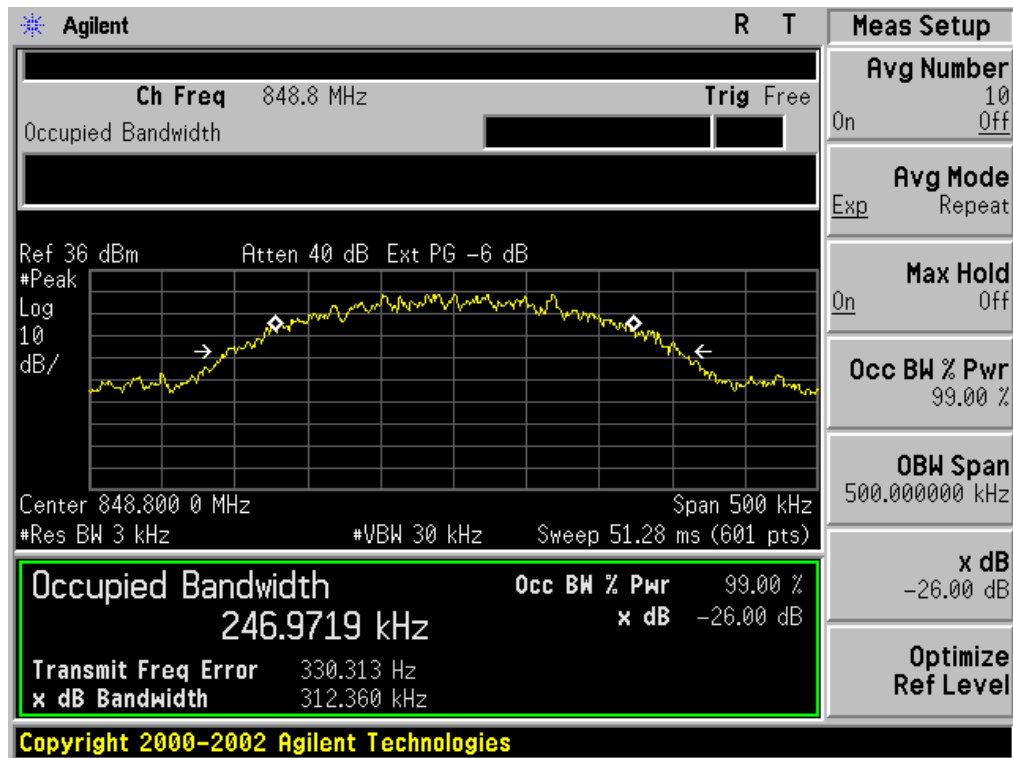 Agilent R T Meas Setup
Ch Freq 848.8 MHz Trig Free
Occupied Bandwidth
Ref 36 dBm Atten 40 dB Ext PG -6 dB
#Peak
Log
10
dB/
Center 848.800 0 MHz Span 500 kHz
#Res BW 3 kHz #VBW 30 kHz Sweep 51.28 ms (601 pts)
Occupied Bandwidth Occ BW % Pwr 99.00 %
246.9719 kHz x dB -26.00 dB
Transmit Freq Error 330.313 Hz
x dB Bandwidth 312.360 kHz
Avg Number
10
On Off
Avg Mode
Exp Repeat
Max Hold
On Off
Occ BW % Pwr
99.00 %
OBW Span
500.000000 kHz
x dB
-26.00 dB
Optimize
Ref Level
Copyright 2000-2002 Agilent Technologies